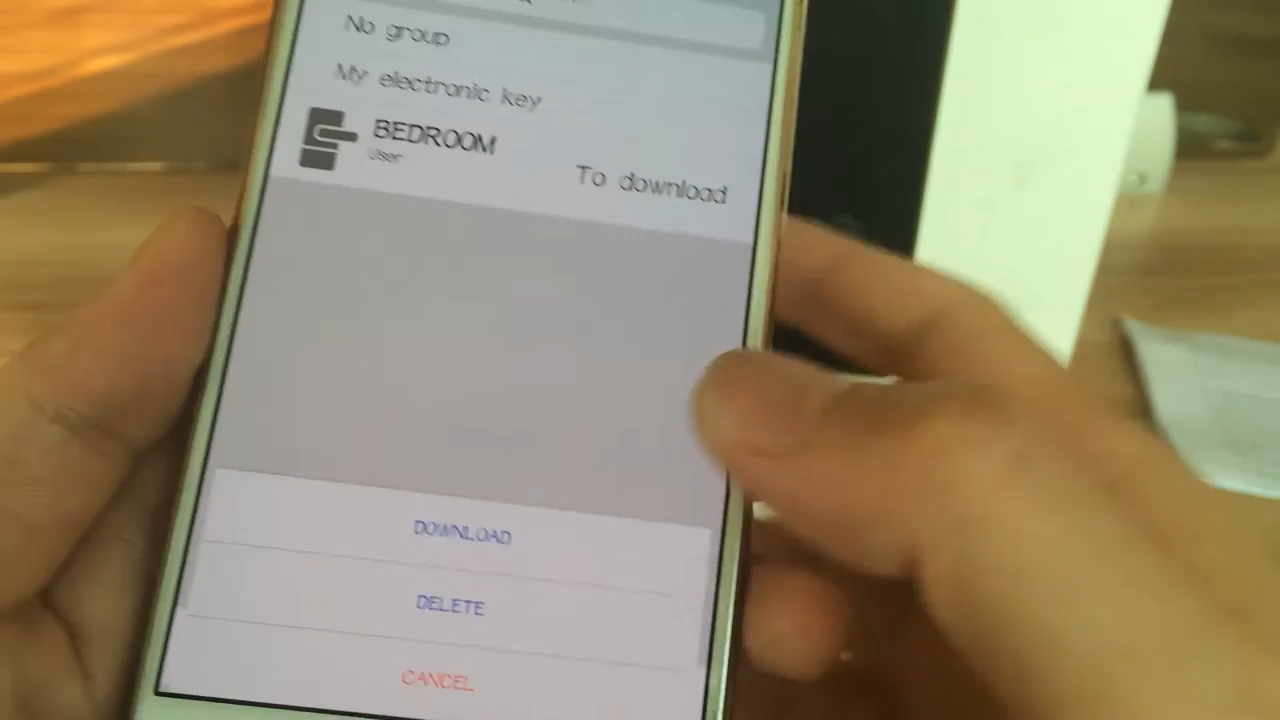 No group
My electronic key
BEDROOM
User
To download
DOWNLOAD
DELETE
CANCEL